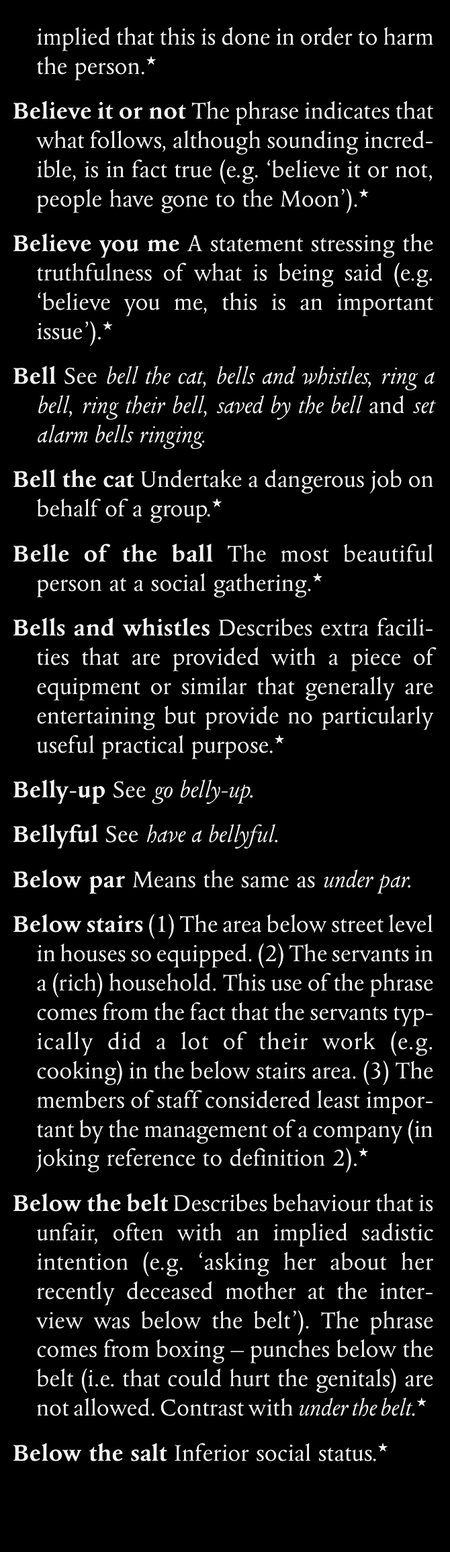 implied that this is done in order to harm
the person.★
Believe it or not The phrase indicates that
what follows, although sounding incred-
ible, is in fact true (e.g. ‘believe it or not,
people have gone to the Moon’).★
Believe you me A statement stressing the
truthfulness of what is being said (e.g.
‘believe you me, this is an important
issue’).★
Bell See bell the cat, bells and whistles, ring a
bell, ring their bell, saved by the bell and set
alarm bells ringing.
Bell the cat Undertake a dangerous job on
behalf of a group.★
Belle of the ball The most beautiful
person at a social gathering.★
Bells and whistles Describes extra facili-
ties that are provided with a piece of
equipment or similar that generally are
entertaining but provide no particularly
useful practical purpose.★
Belly-up See go belly-up.
Bellyful See have a bellyful.
Below par Means the same as under par.
Below stairs (1) The area below street level
in houses so equipped. (2) The servants in
a (rich) household. This use of the phrase
comes from the fact that the servants typ-
ically did a lot of their work (e.g.
cooking) in the below stairs area. (3) The
members of staff considered least impor-
tant by the management of a company (in
joking reference to definition 2).★
Below the belt Describes behaviour that is
unfair, often with an implied sadistic
intention (e.g. ‘asking her about her
recently deceased mother at the inter-
view was below the belt’). The phrase
comes from boxing – punches below the
belt (i.e. that could hurt the genitals) are
not allowed. Contrast with under the belt.★
Below the salt Inferior social status.★